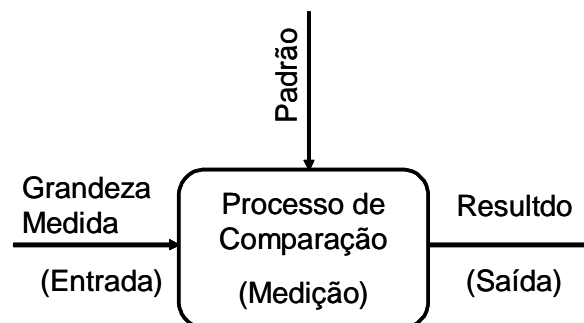 Padrão
Grandeza
Medida
(Entrada)
Processo de
Comparação
(Medição)
Resultdo
(Saída)